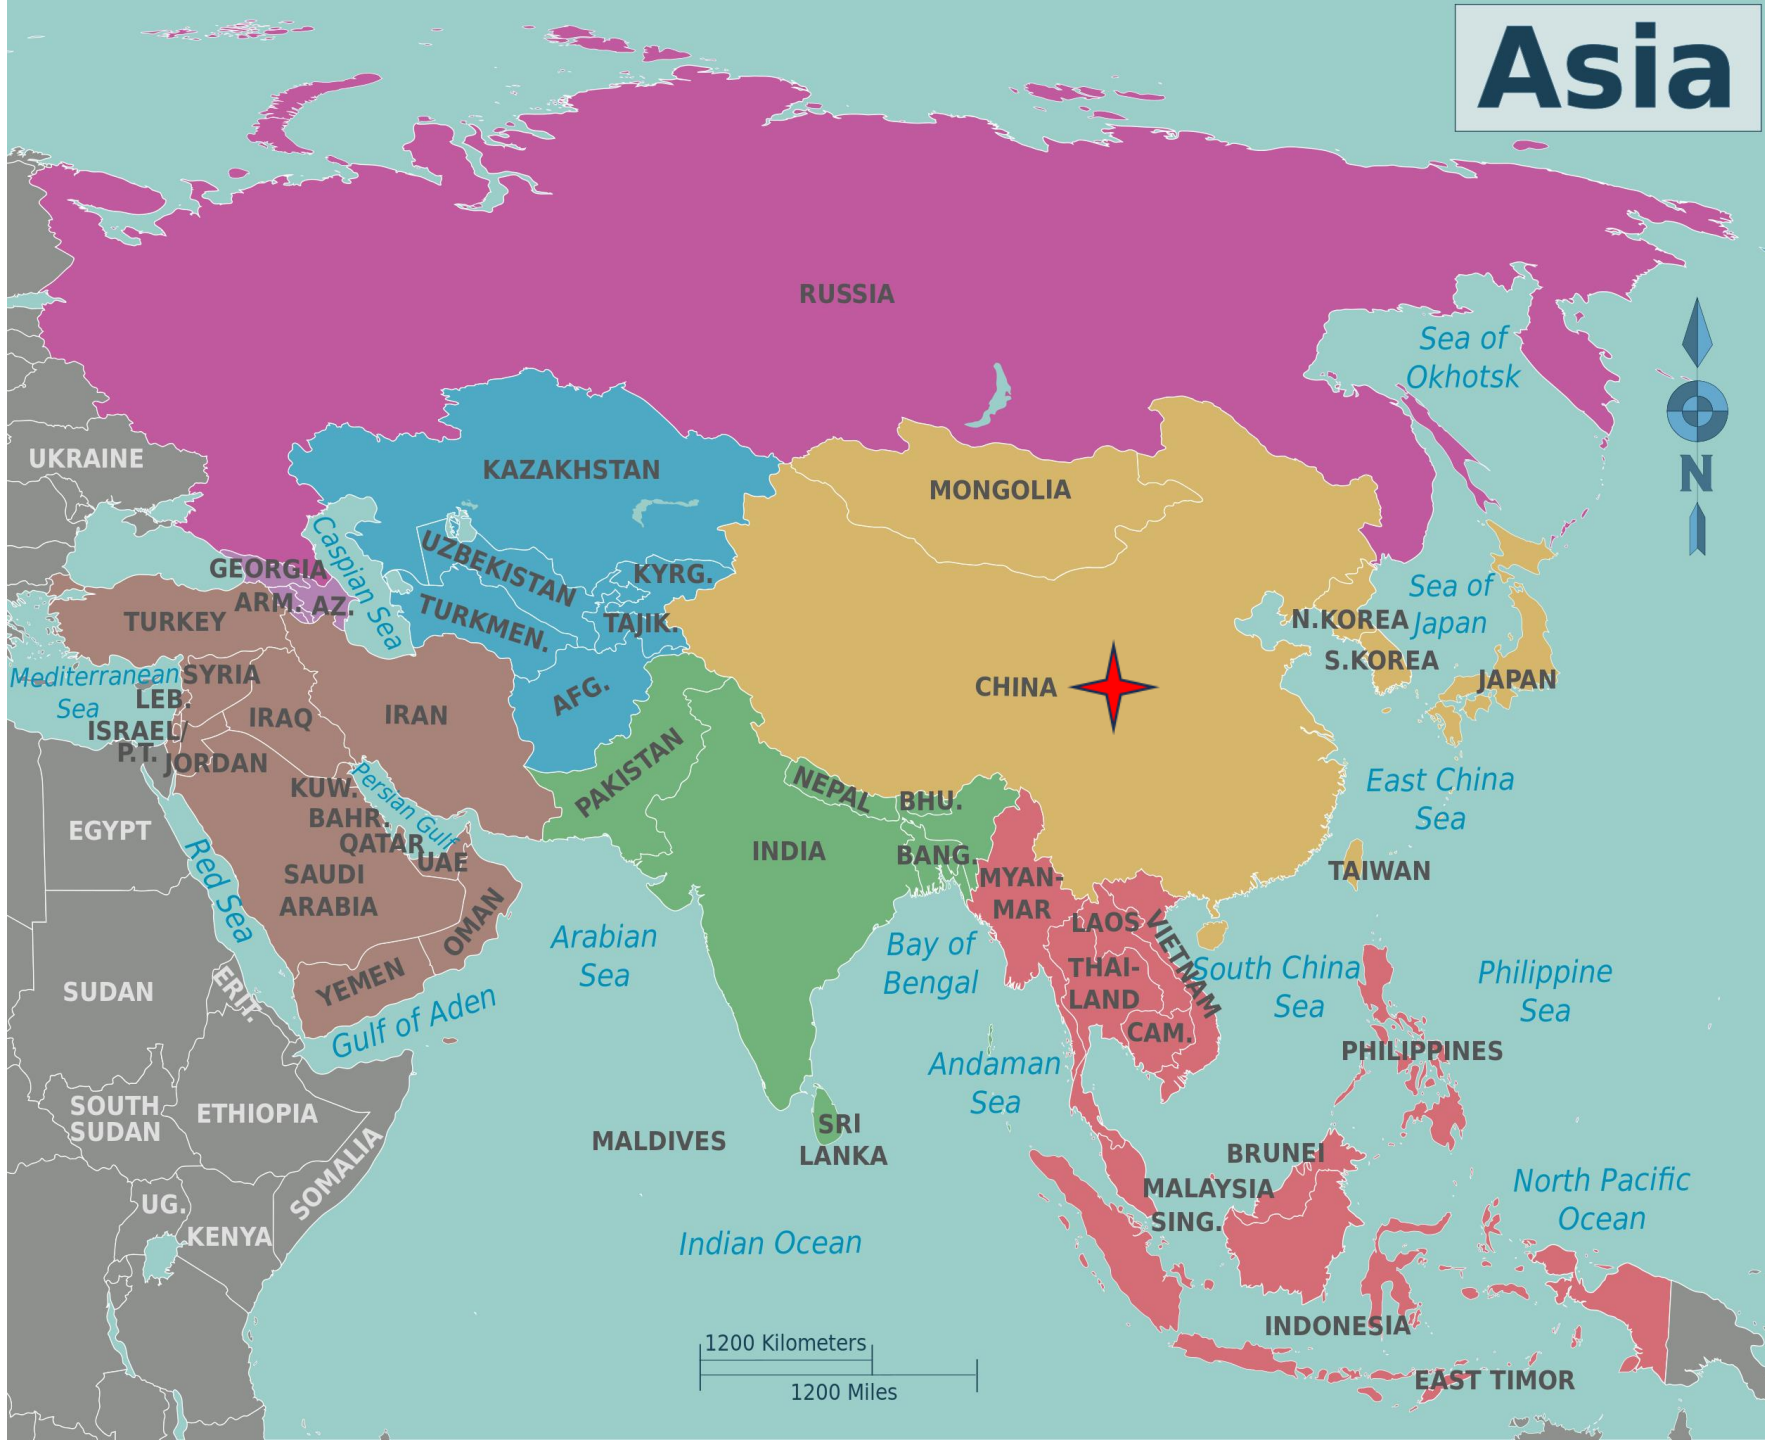 Asia
RUSSIA
Sea of
Okhotsk
N
UKRAINE
KAZAKHSTAN
MONGOLIA
Caspian Sea
UZBEKISTAN
GEORGIA
KYRG.
ARM.
AZ.
TURKMEN.
TAJIK.
TURKEY
Sea of
Japan
N.KOREA
S.KOREA
JAPAN
Mediterranean
Sea
SYRIA
LEB.
ISRAEL/
P.T.
JORDAN
IRAQ
IRAN
AFG.
CHINA
PAKISTAN
KUW.
BAHR.
QATAR
Persian Gulf
UAE
NEPAL
BHU.
East China
Sea
EGYPT
Red Sea
SAUDI
ARABIA
OMAN
INDIA
BANG.
MYAN-
MAR
TAIWAN
LAOS
VIETNAM
Arabian
Sea
Bay of
Bengal
THAI-
LAND
South China
Sea
Philippine
Sea
SUDAN
ERIT.
YEMEN
Gulf of Aden
CAM.
PHILIPPINES
Andaman
Sea
SOUTH
SUDAN
ETHIOPIA
SOMALIA
MALDIVES
SRI
LANKA
BRUNEI
MALAYSIA
SING.
North Pacific
Ocean
UG.
KENYA
Indian Ocean
INDONESIA
EAST TIMOR
1200 Kilometers
1200 Miles